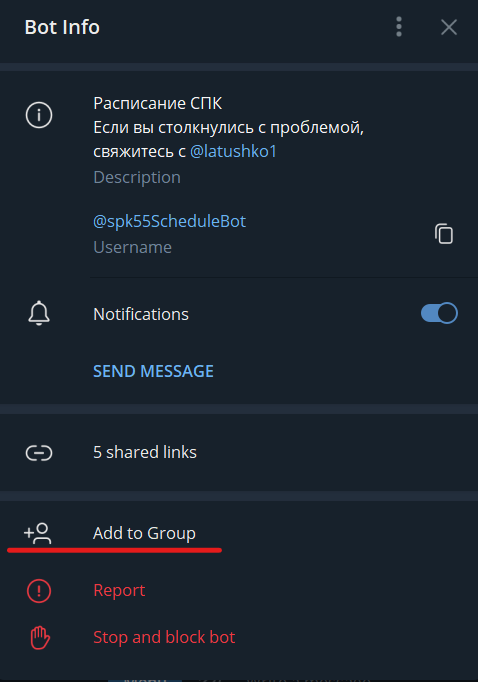 Bot Info
Расписание СПК
Если вы столкнулись с проблемой,
свяжитесь с @latushko1
Description
@spk55ScheduleBot
Username
Notifications
SEND MESSAGE
5 shared links
Add to Group
Report
Stop and block bot